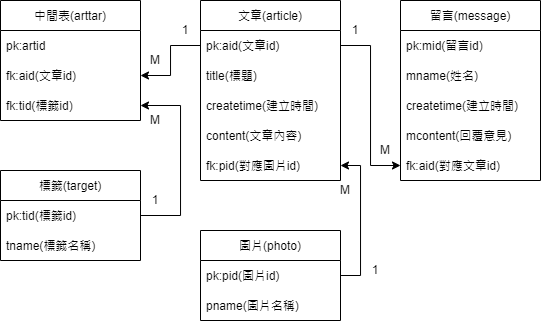 中間表(arttar)
pk:artid
fk:aid(文章id)
fk:tid(標籤id)
1
M
M
文章(article)
pk:aid(文章id)
title(標題)
createtime(建立時間)
content(文章內容)
fk:pid(對應圖片id)
1
M
M
留言(message)
pk:mid(留言id)
mname(姓名)
createtime(建立時間)
mcontent(回覆意見)
fk:aid(對應文章id)
標籤(target)
pk:tid(標籤id)
tname(標籤名稱)
1
圖片(photo)
pk:pid(圖片id)
pname(圖片名稱)
1